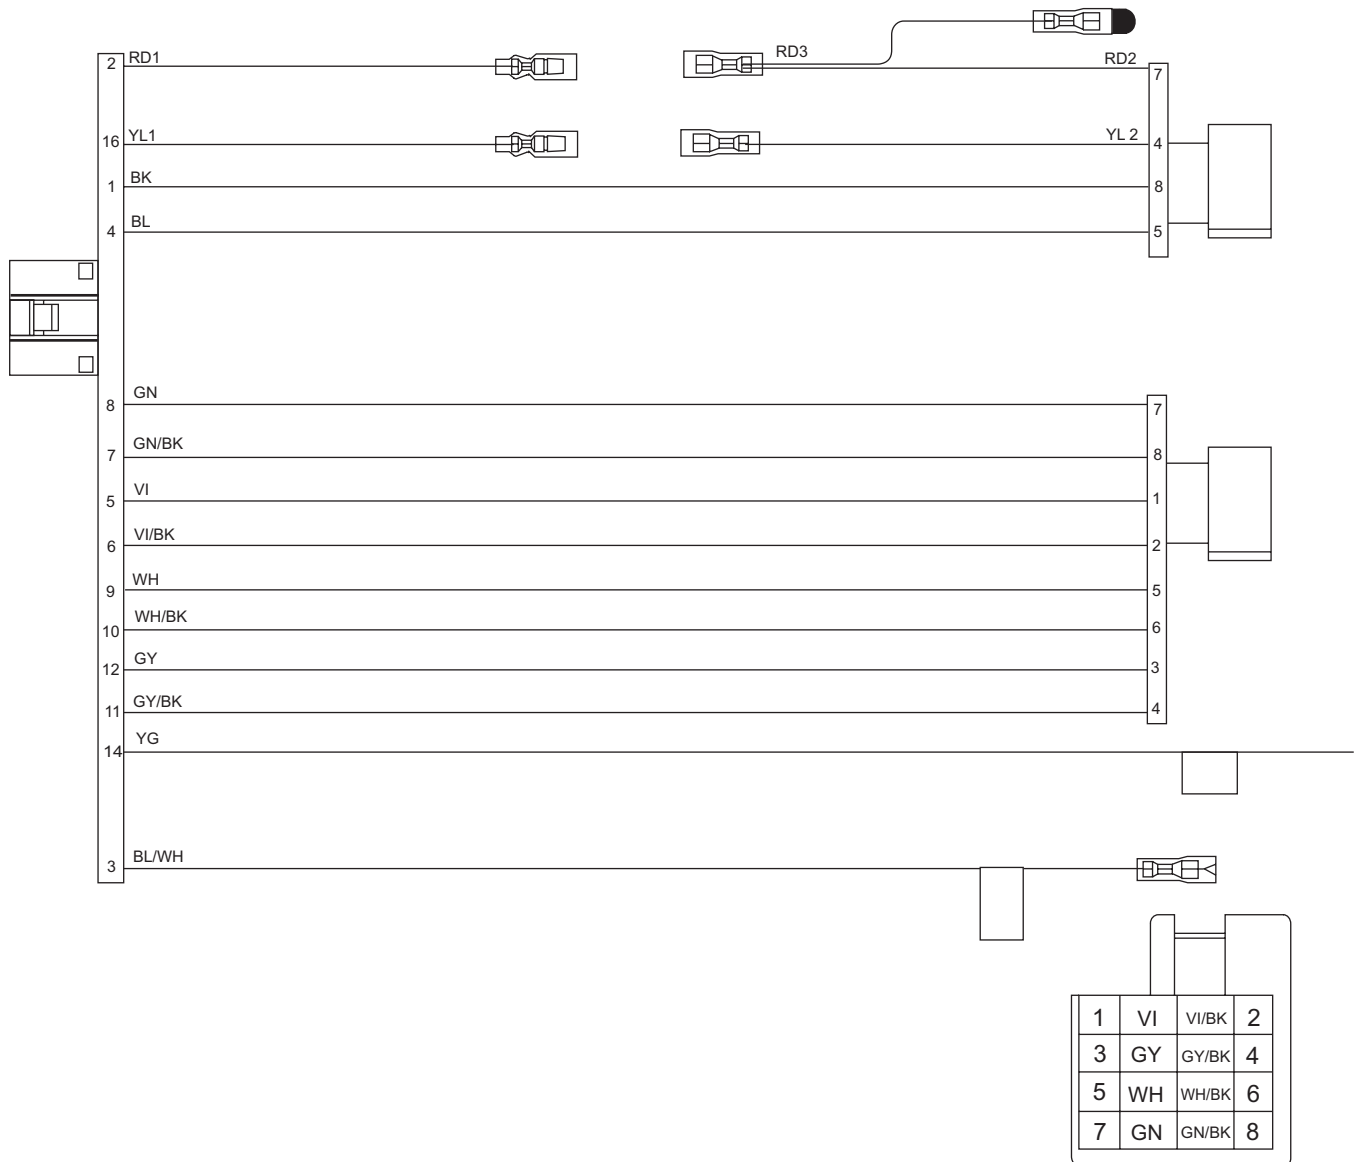 RD3
2 RD1 RD2 7
16 YL1 YL 2 4
1 BK 8
4 BL 5
8 GN 7
7 GN/BK 8
5 VI 1
6 VI/BK 2
9 WH 5
10 WH/BK 6
12 GY 3
11 GY/BK 4
14 YG
3 BL/WH
1 VI VI/BK 2
3 GY GY/BK 4
5 WH WH/BK 6
7 GN GN/BK 8